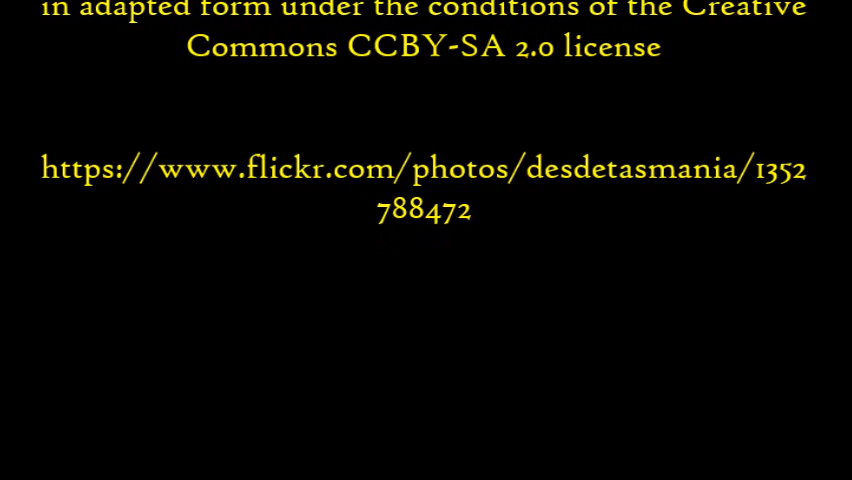 in adapted form under the conditions of the Creative
Commons CCBY-SA 2.0 license
https://www.flickr.com/photos/desdetasmania/1352
788472